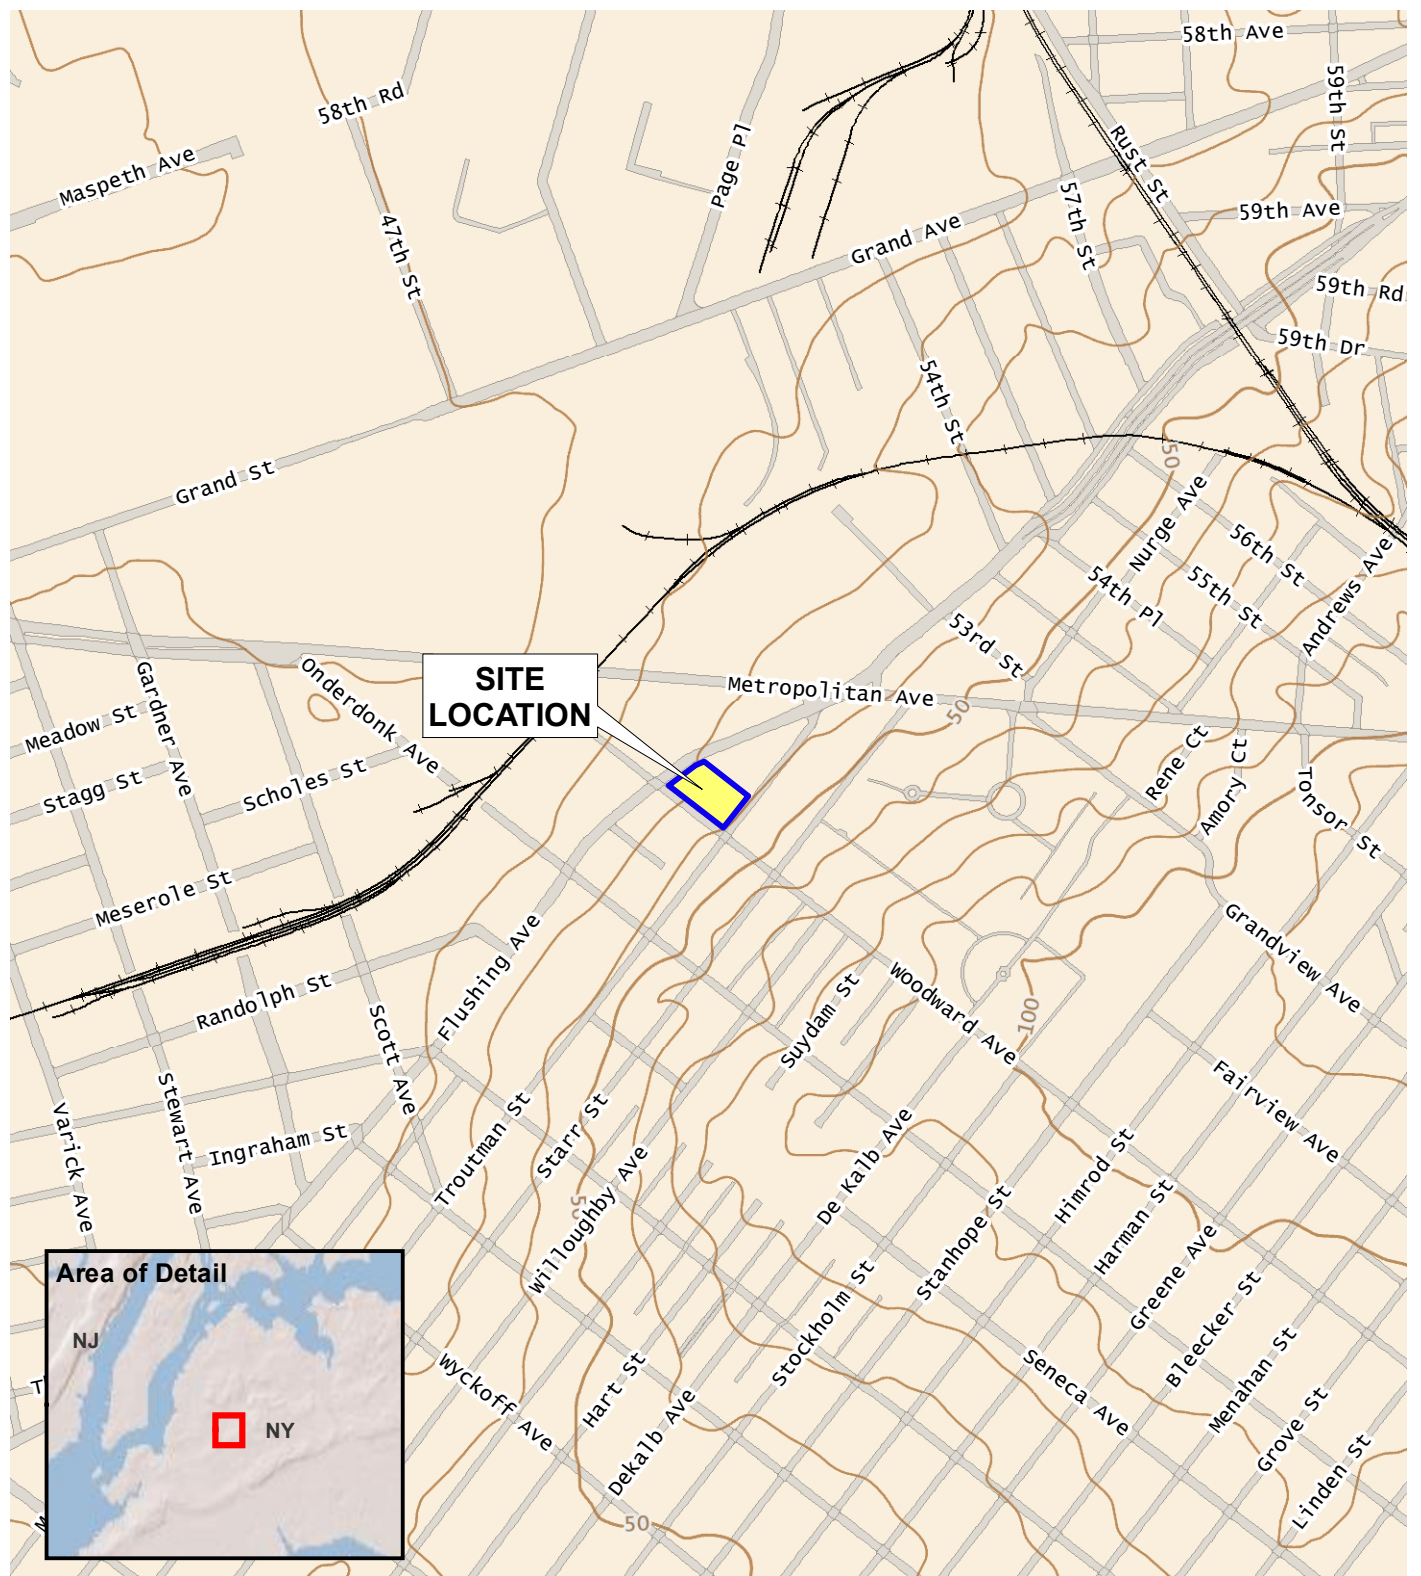 58th Ave
58th Rd
59th St
Rust St
Page Pl
Maspeth Ave
57th St
59th Ave
47th St
Grand Ave
59th Rd
59th Dr
54th St
50
Grand St
Nurge Ave
56th St
55th St
54th Pl
Andrews Ave
53rd St
SITE
LOCATION
Onderdonk Ave
Gardner Ave
Metropolitan Ave
50
Meadow St
Rene Ct
Amory Ct
Tonsor St
Stagg St
Scholes St
Meserole St
Grandview Ave
Flushing Ave
Woodward Ave
Suydam St
100
Randolph St
Scott Ave
Fairview Ave
Stewart Ave
Varick Ave
Ingraham St
Troutman St
Starr St
De Kalb Ave
Himrod St
50
Willoughby Ave
Stanhope St
Harman St
Greene Ave
Area of Detail
NJ
NY
Stockholm St
Bleecker St
Wyckoff Ave
Hart St
Seneca Ave
Menahan St
Dekalb Ave
Grove St
Linden St
50